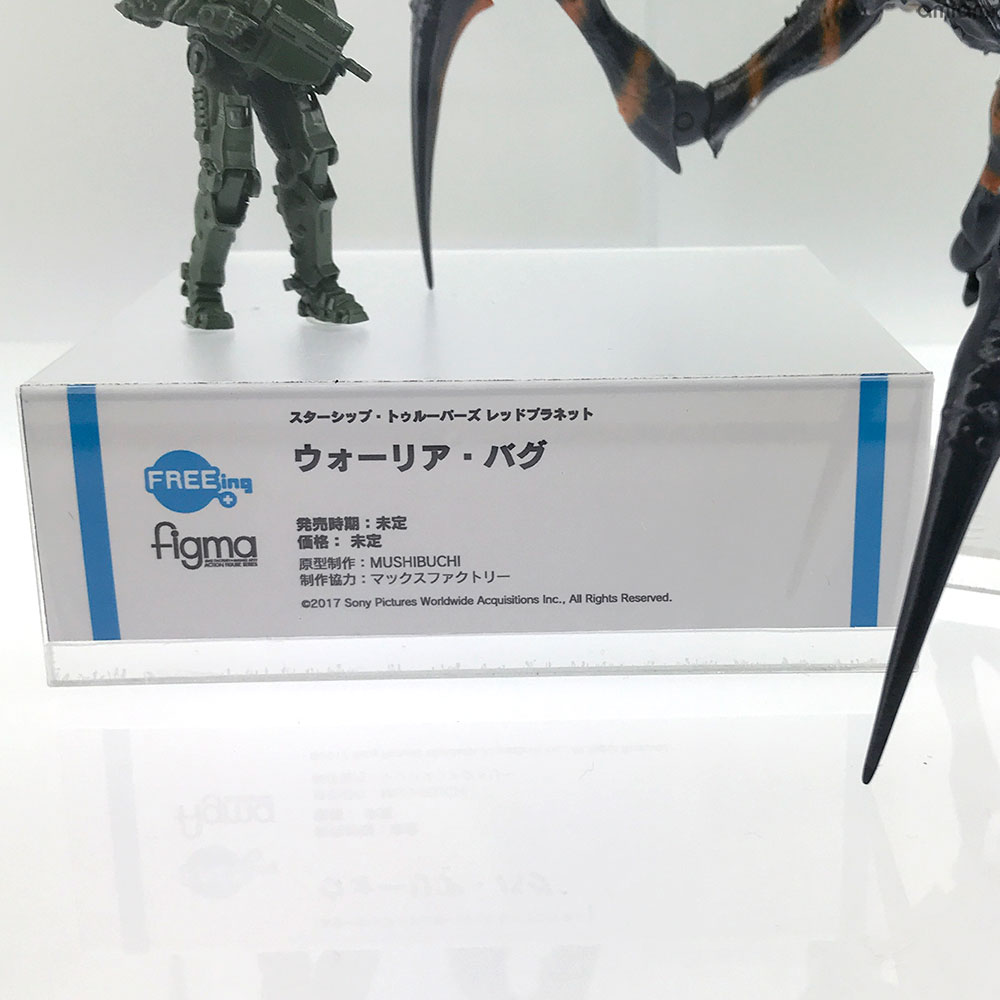 スターシップ・トゥルーパーズ レッドプラネット
ウォーリア・バグ
FREEing
figma
発売時期：未定
価格： 未定
原型制作：MUSHIBUCHI
制作協力：マックスファクトリー
©2017 Sony Pictures Worldwide Acquisitions Inc., All Rights Reserved.